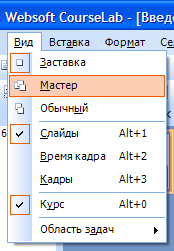 Websoft CourseLab - [Введе
Вид Вставка Формат Се
Заставка
Мастер
Обычный
Слайды Alt+1
Время кадра Alt+2
Кадры Alt+3
Курс Alt+0
Область задач
6